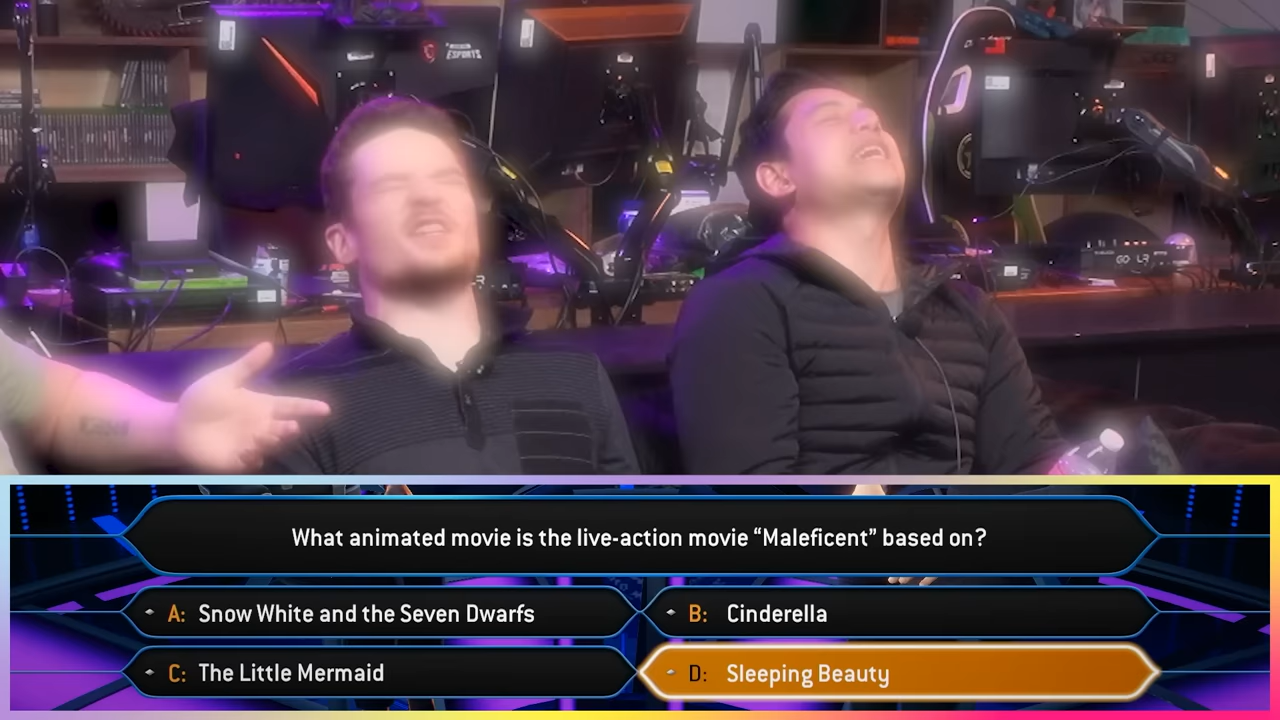 ESPORTS
What animated movie is the live-action movie “Maleficent” based on?
A: Snow White and the Seven Dwarfs
B: Cinderella
C: The Little Mermaid
D: Sleeping Beauty